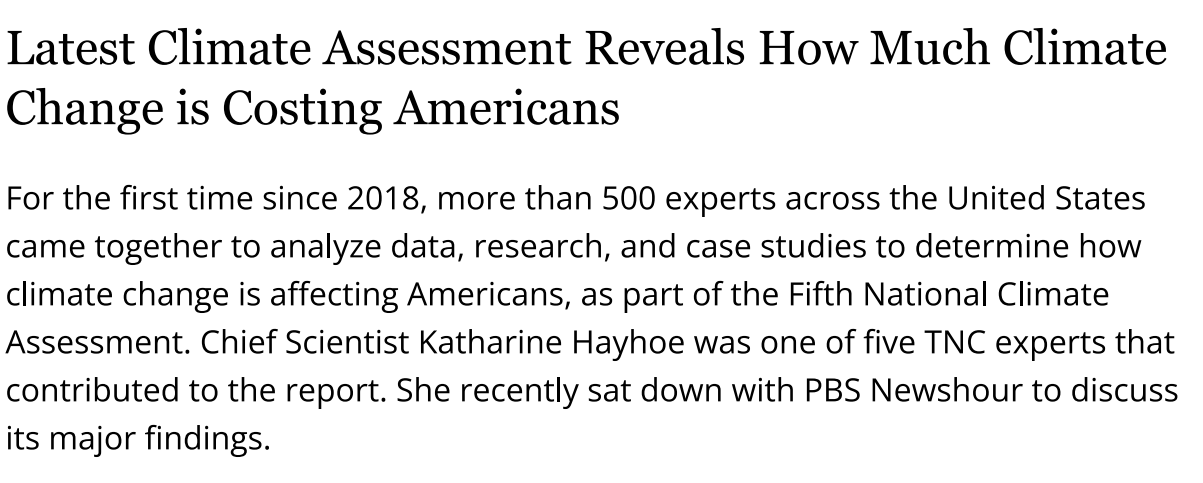 Latest Climate Assessment Reveals How Much Climate
Change is Costing Americans
For the first time since 2018, more than 500 experts across the United States
came together to analyze data, research, and case studies to determine how
climate change is affecting Americans, as part of the Fifth National Climate
Assessment. Chief Scientist Katharine Hayhoe was one of five TNC experts that
contributed to the report. She recently sat down with PBS Newshour to discuss
its major findings.